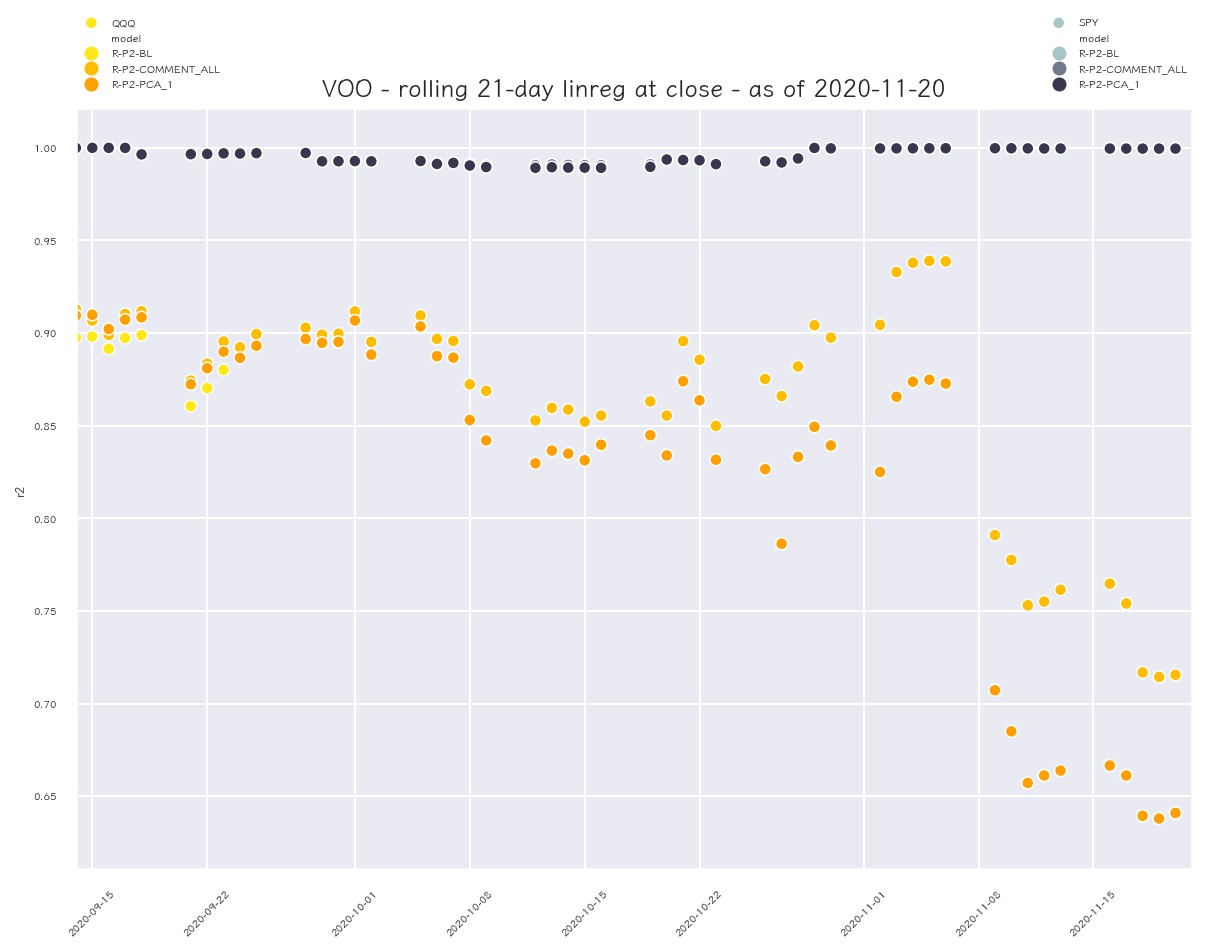 QQQ
model
R-P2-BL
R-P2-COMMENT_ALL
R-P2-PCA_1
SPY
model
R-P2-BL
R-P2-COMMENT_ALL
R-P2-PCA_1
VOO - rolling 21-day linreg at close - as of 2020-11-20
1.00
0.95
0.90
0.85
0.80
0.75
0.70
0.65
r2
2020-09-15
2020-09-22
2020-10-01
2020-10-08
2020-10-15
2020-10-22
2020-11-01
2020-11-08
2020-11-15